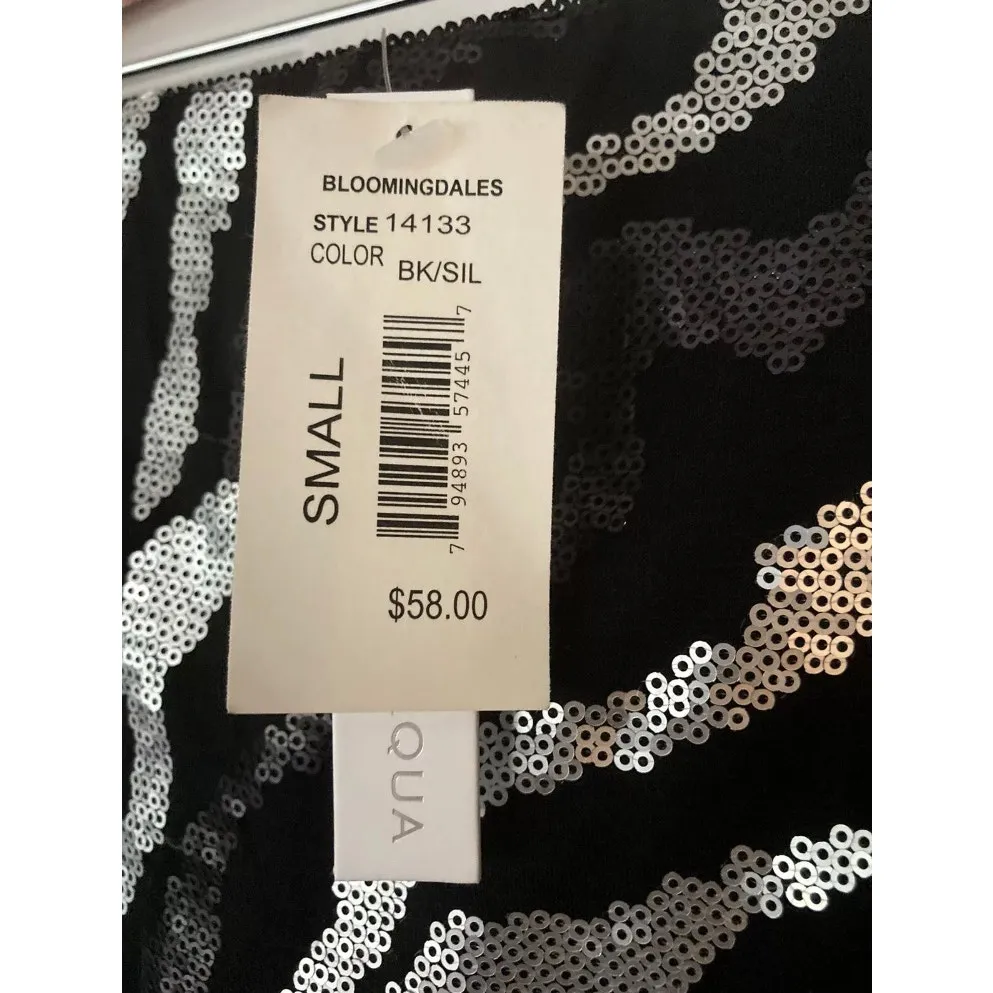 BLOOMINGDALES
STYLE 14133
COLOR BK/SIL
SMALL
7 94893 57445 7
$58.00
QUA